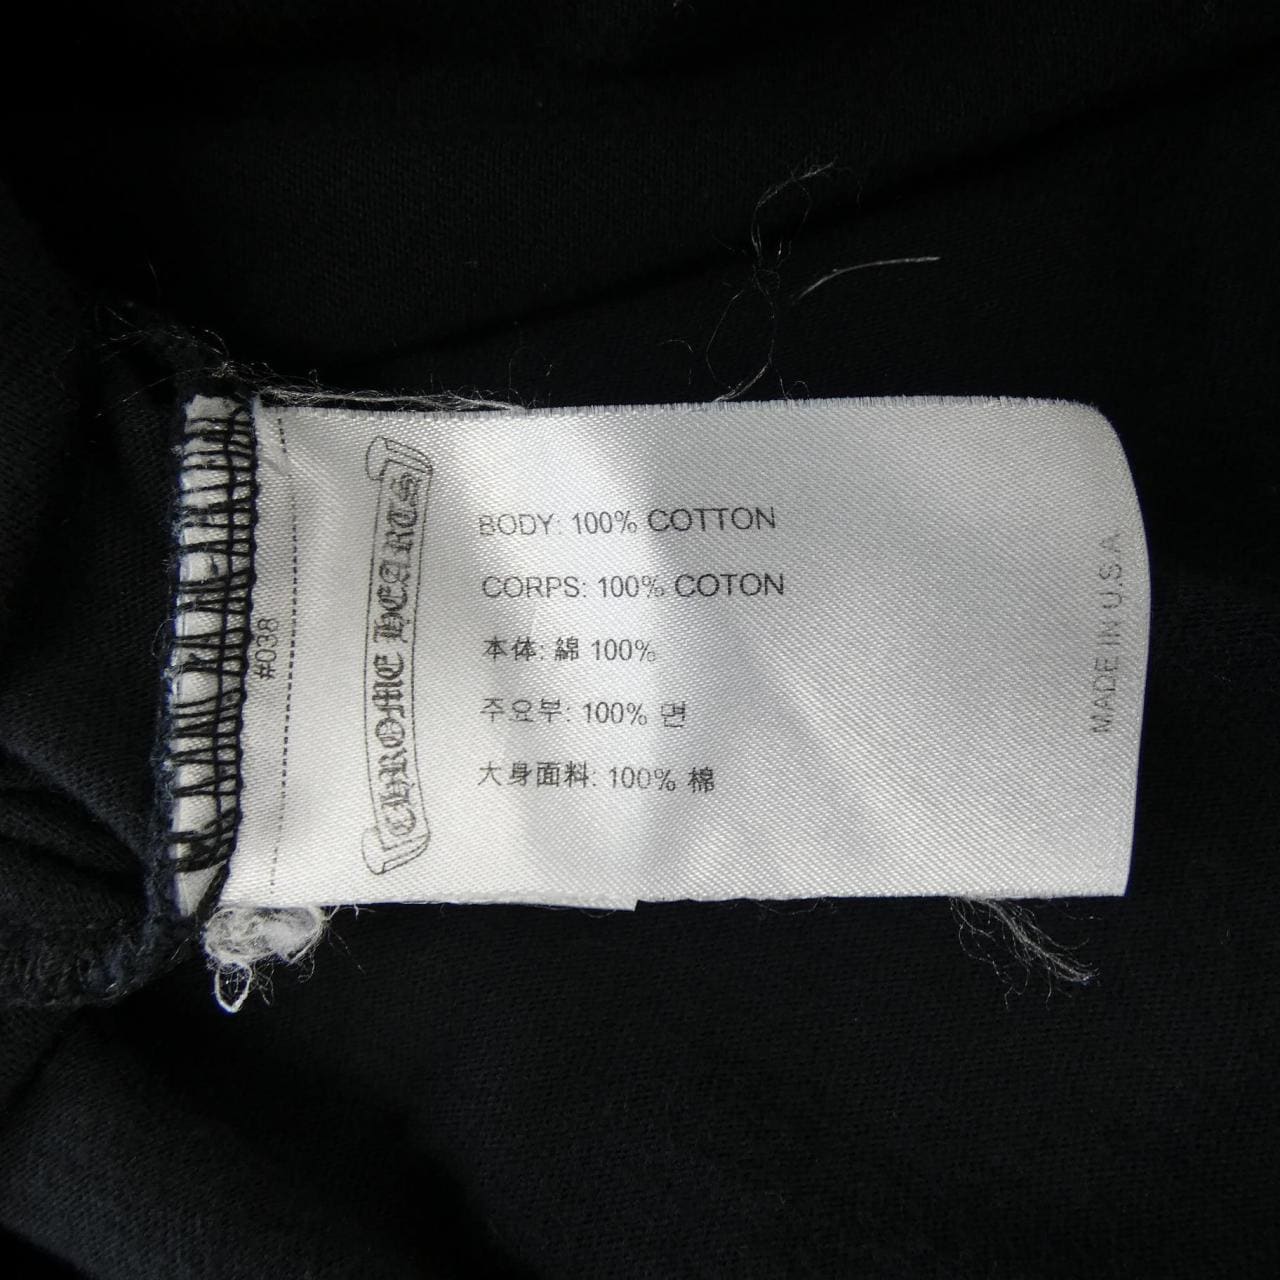 #038
CHROME HEARTS
BODY: 100% COTTON
CORPS: 100% COTON
本体: 綿 100%
주요부: 100% 면
大身面料: 100% 棉
MADE IN U.S.A.